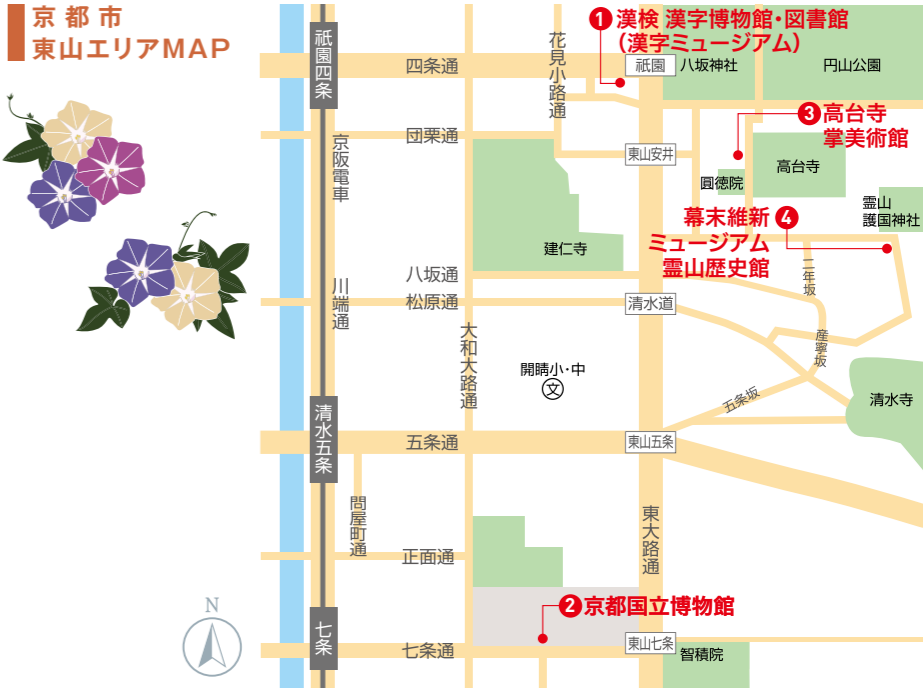 京都市
東山エリアMAP
❶漢検 漢字博物館・図書館
(漢字ミュージアム)
祇園四条
四条通
花見小路通
祇園
八坂神社
円山公園
❸高台寺
掌美術館
団栗通
京阪電車
東山安井
高台寺
圓徳院
霊山
護国神社
幕末維新❹
ミュージアム
霊山歴史館
建仁寺
二年坂
八坂通
川端通
松原通
清水道
大和大路通
産寧坂
開睛小・中
文
五条坂
清水寺
清水五条
五条通
東山五条
問屋町通
東大路通
正面通
N
❷京都国立博物館
七条
七条通
東山七条
智積院